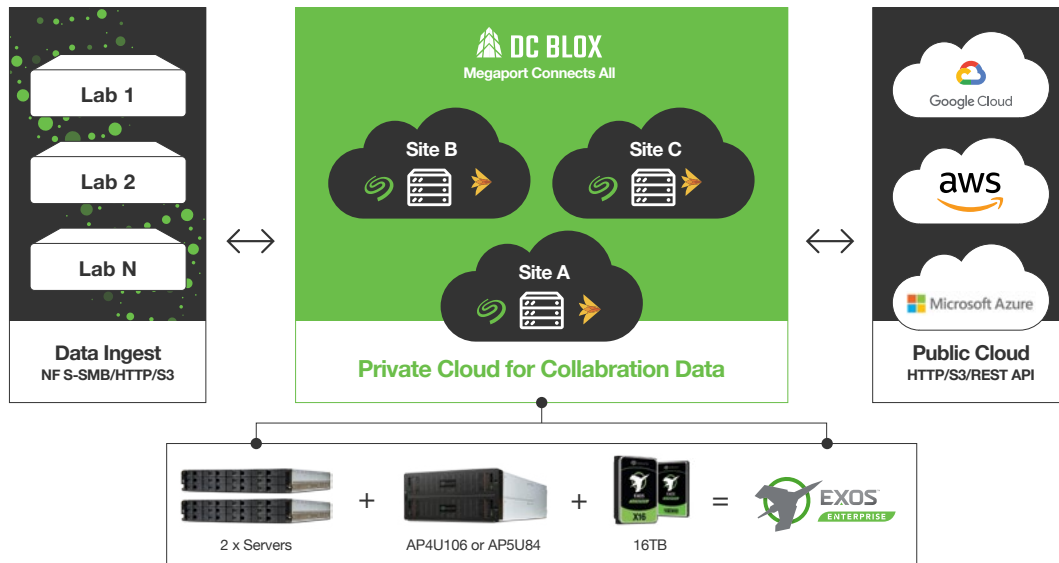 Lab 1
Lab 2
Lab N
Data Ingest
NF S-SMB/HTTP/S3
DC BLOX
Megaport Connects All
Site B
Site C
Site A
Private Cloud for Collabration Data
Google Cloud
aws
Microsoft Azure
Public Cloud
HTTP/S3/REST API
2 x Servers
+
AP4U106 or AP5U84
+
EXOS
X16
16TB
=
EXOS
ENTERPRISE